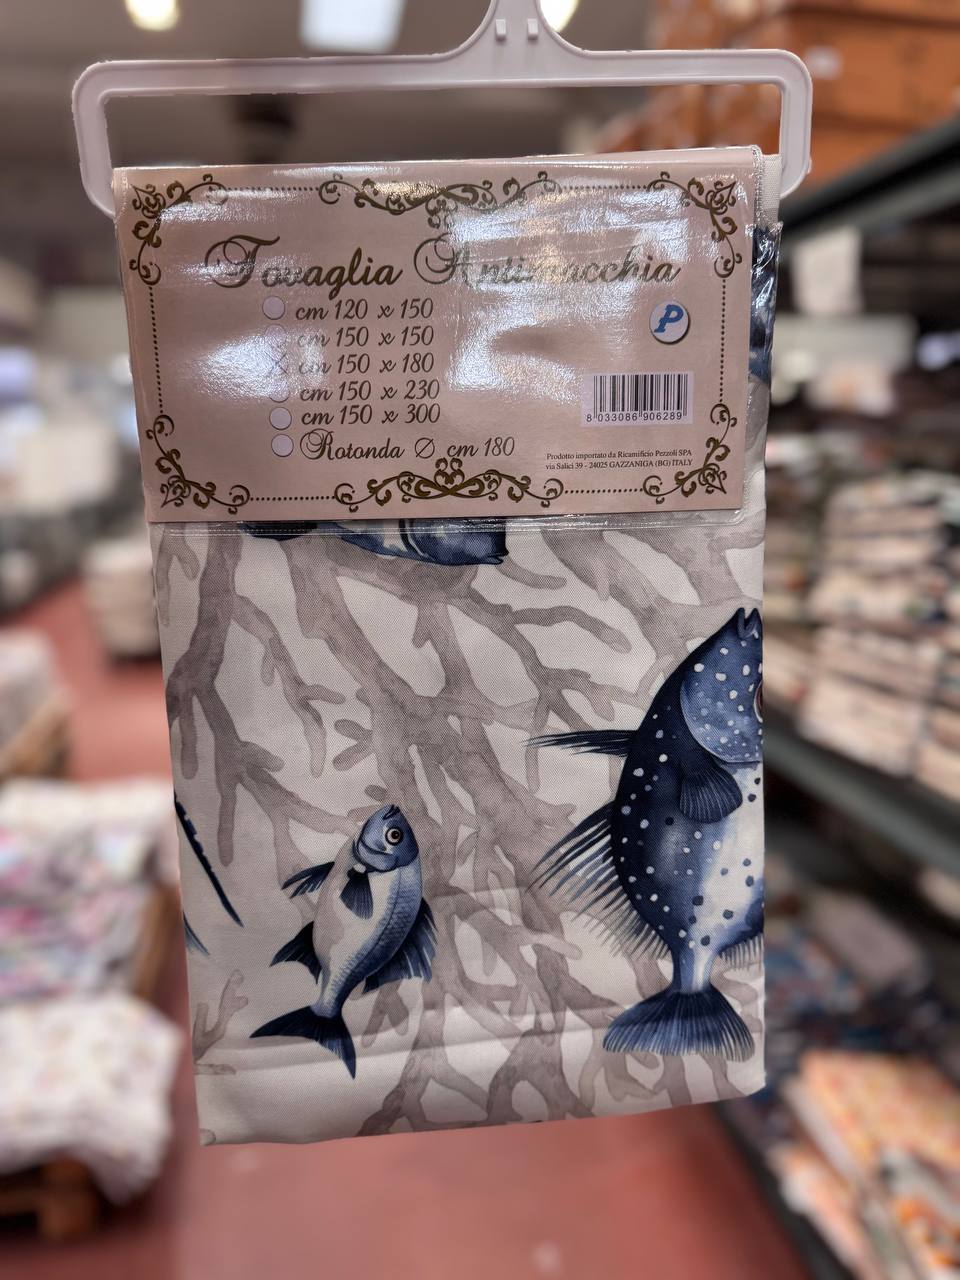 Tovaglia Antimacchia
cm 120 x 150
cm 150 x 150
cm 150 x 180
cm 150 x 230
cm 150 x 300
Rotonda Ø cm 180
P
8 033086 906289
Prodotto importato da Ricamificio Pezzoli SPA
via Salici 39 - 24025 GAZZANIGA (BG) ITALY